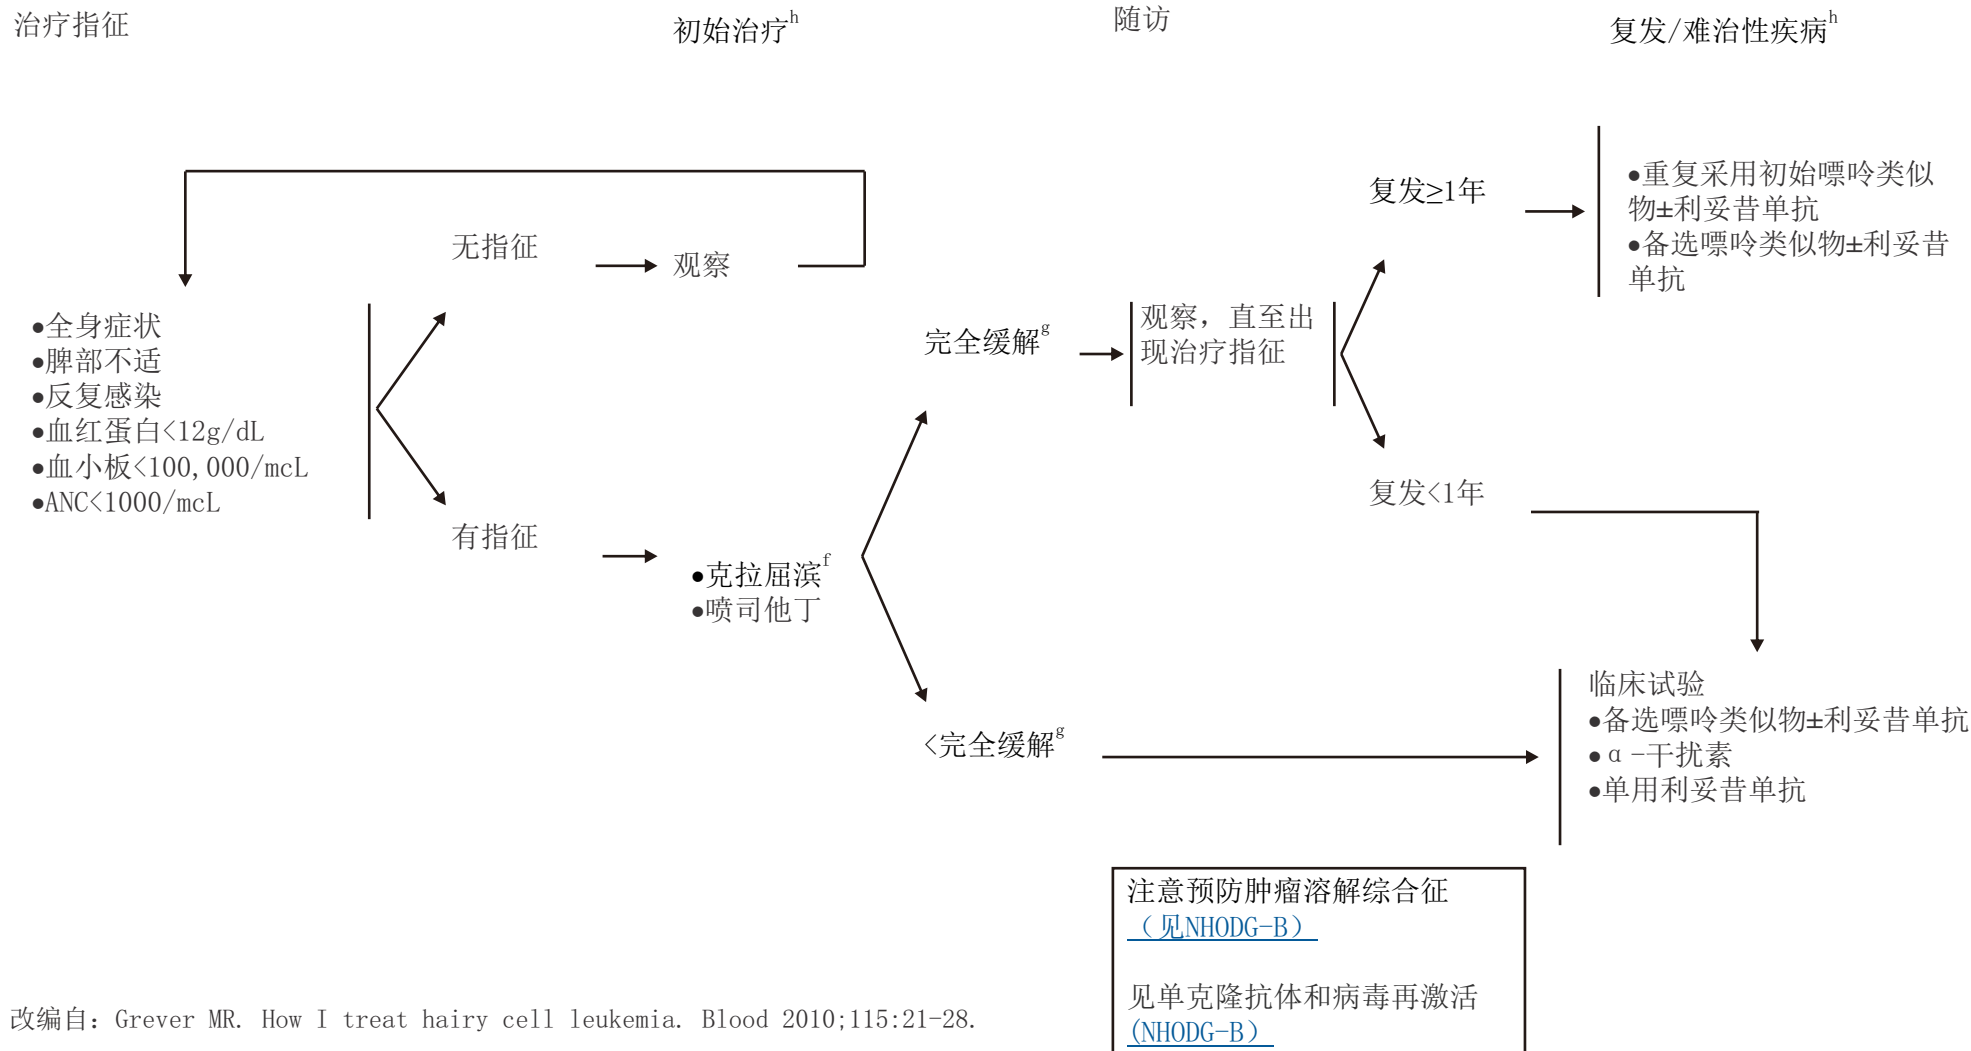 治疗指征
初始治疗h
随访
复发/难治性疾病h
●全身症状
●脾部不适
●反复感染
●血红蛋白<12g/dL
●血小板<100,000/mcL
●ANC<1000/mcL
无指征
观察
有指征
●克拉屈滨f
●喷司他丁
完全缓解g
<完全缓解g
观察，直至出
现治疗指征
复发≥1年
复发<1年
●重复采用初始嘌呤类似
物±利妥昔单抗
●备选嘌呤类似物±利妥昔
单抗
临床试验
●备选嘌呤类似物±利妥昔单抗
●α-干扰素
●单用利妥昔单抗
注意预防肿瘤溶解综合征
（见NHODG-B）
见单克隆抗体和病毒再激活
(NHODG-B）
改编自：Grever MR. How I treat hairy cell leukemia. Blood 2010;115:21-28.